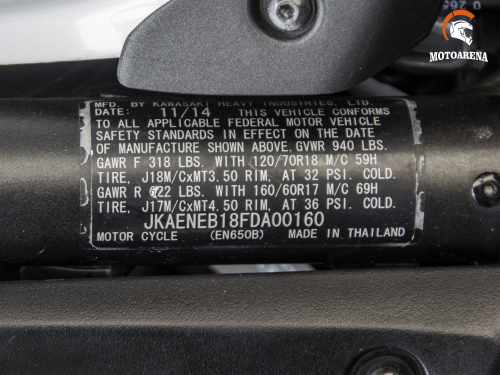 MOTOARENA
MFD. BY KAWASAKI HEAVY INDUSTRIES, LTD.
DATE: 11/14 THIS VEHICLE CONFORMS
TO ALL APPLICABLE FEDERAL MOTOR VEHICLE
SAFETY STANDARDS IN EFFECT ON THE DATE
OF MANUFACTURE SHOWN ABOVE. GVWR 940 LBS.
GAWR F 318 LBS. WITH 120/70R18 M/C 59H
TIRE, J18M/CxMT3.50 RIM, AT 32 PSI. COLD.
GAWR R 622 LBS. WITH 160/60R17 M/C 69H
TIRE, J17M/CxMT4.50 RIM, AT 36 PSI. COLD.
JKAENEB18FDA00160
MOTOR CYCLE (EN650B) MADE IN THAILAND